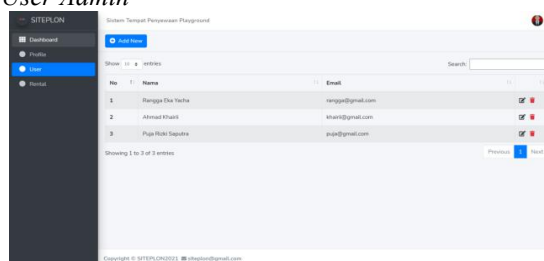 User Admin
SITEPLON
Sistem Tempat Penyewaan Playground
Dashboard
Profile
User
Rental
Add New
Show 10 entries
Search:
No Nama Email
1 Rangga Eka Yacha rangga@gmail.com
2 Ahmad Khairil khairil@gmail.com
3 Puja Rizki Saputra puja@gmail.com
Showing 1 to 3 of 3 entries
Previous 1 Next
Copyright © SITEPLON2021 siteplon@gmail.com